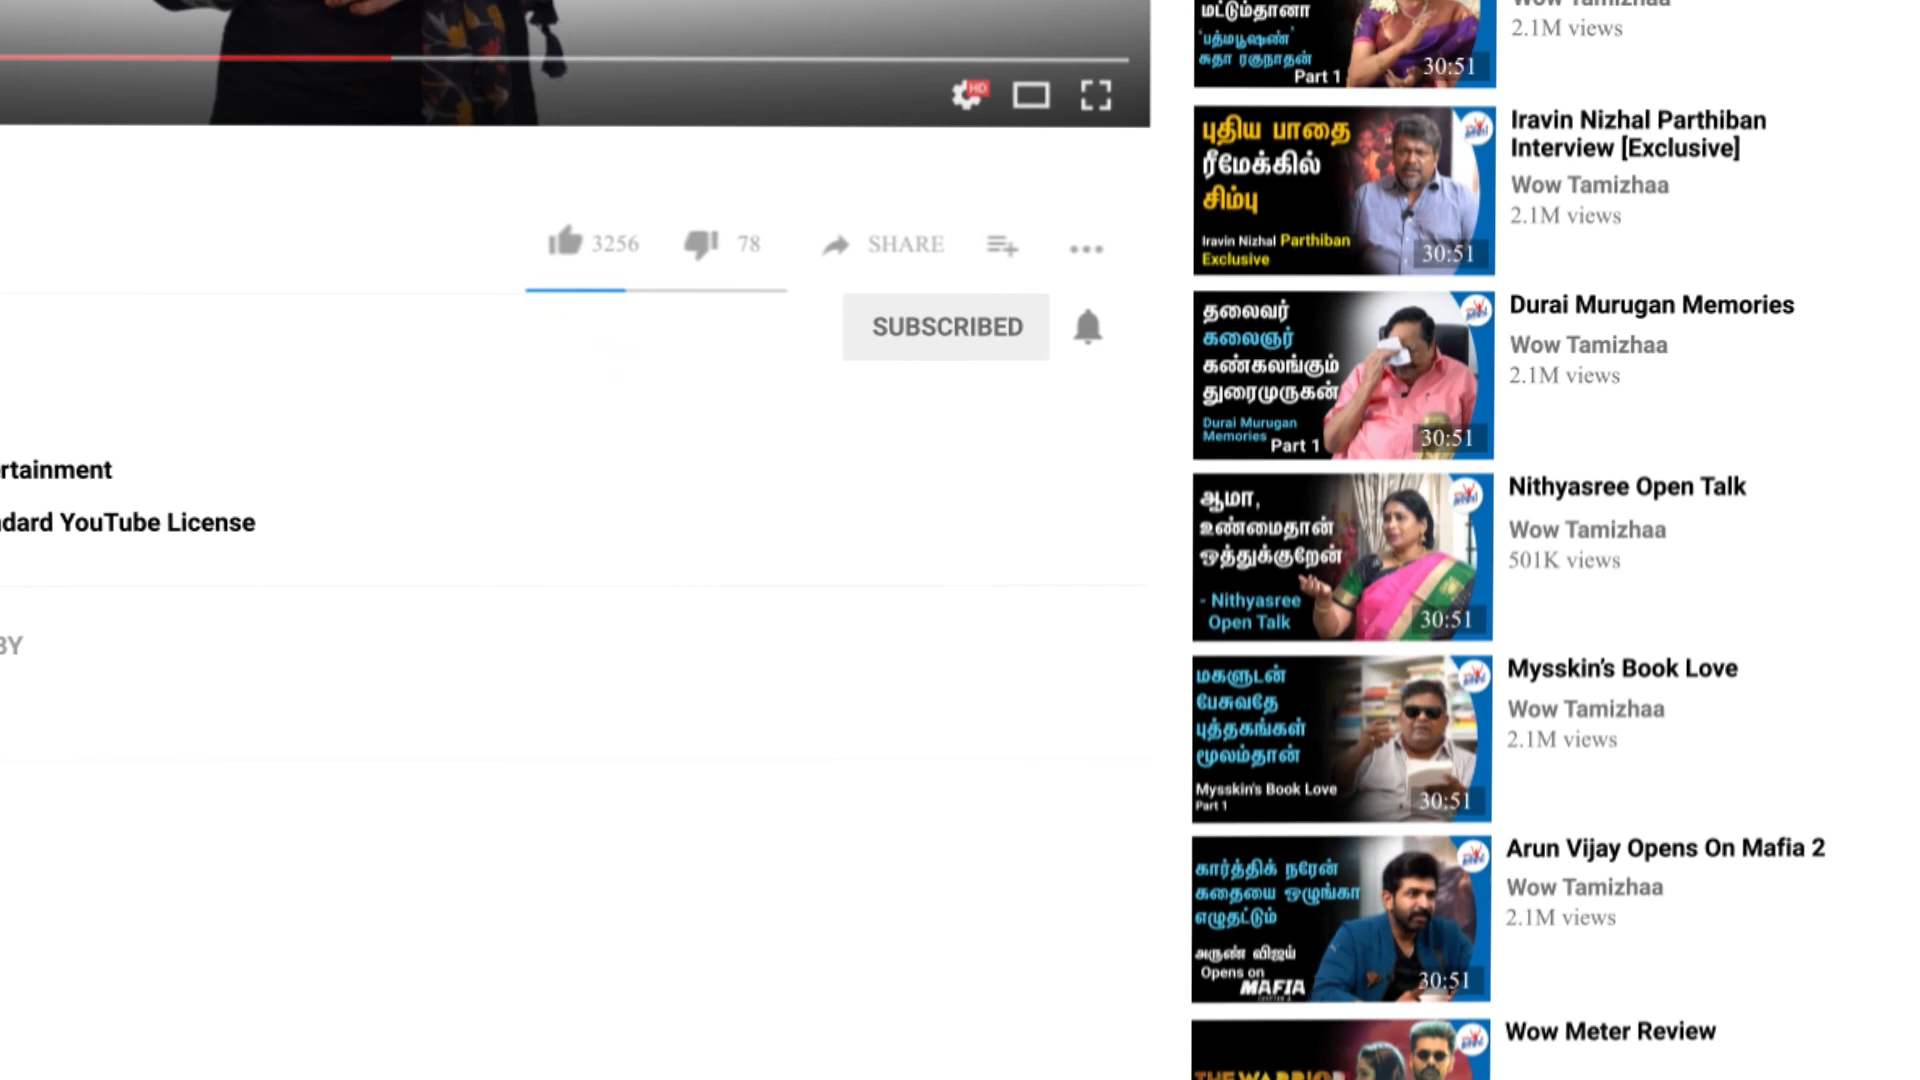 HD
3256
78
SHARE
SUBSCRIBED
rtainment
dard YouTube License
BY
மட்டும்தானா
'பத்மபூஷண்'
சுதா ரகுநாதன்
Part 1
30:51
Wow Tamizhaa
2.1M views
புதிய பாதை
ரீமேக்கில்
சிம்பு
Iravin Nizhal Parthiban
Exclusive
30:51
Iravin Nizhal Parthiban
Interview [Exclusive]
Wow Tamizhaa
2.1M views
தலைவர்
கலைஞர்
கண்கலங்கும்
துரைமுருகன்
Durai Murugan
Memories Part 1
30:51
Durai Murugan Memories
Wow Tamizhaa
2.1M views
ஆமா,
உண்மைதான்
ஒத்துக்குறேன்
- Nithyasree
Open Talk
30:51
Nithyasree Open Talk
Wow Tamizhaa
501K views
மகளுடன்
பேசுவதே
புத்தகங்கள்
மூலம்தான்
Mysskin's Book Love
Part 1
30:51
Mysskin's Book Love
Wow Tamizhaa
2.1M views
கார்த்திக் நரேன்
கதையை ஒழுங்கா
எழுதட்டும்
அருண் விஜய்
Opens on
MAFIA
30:51
Arun Vijay Opens On Mafia 2
Wow Tamizhaa
2.1M views
THE WARRIOR
Wow Meter Review